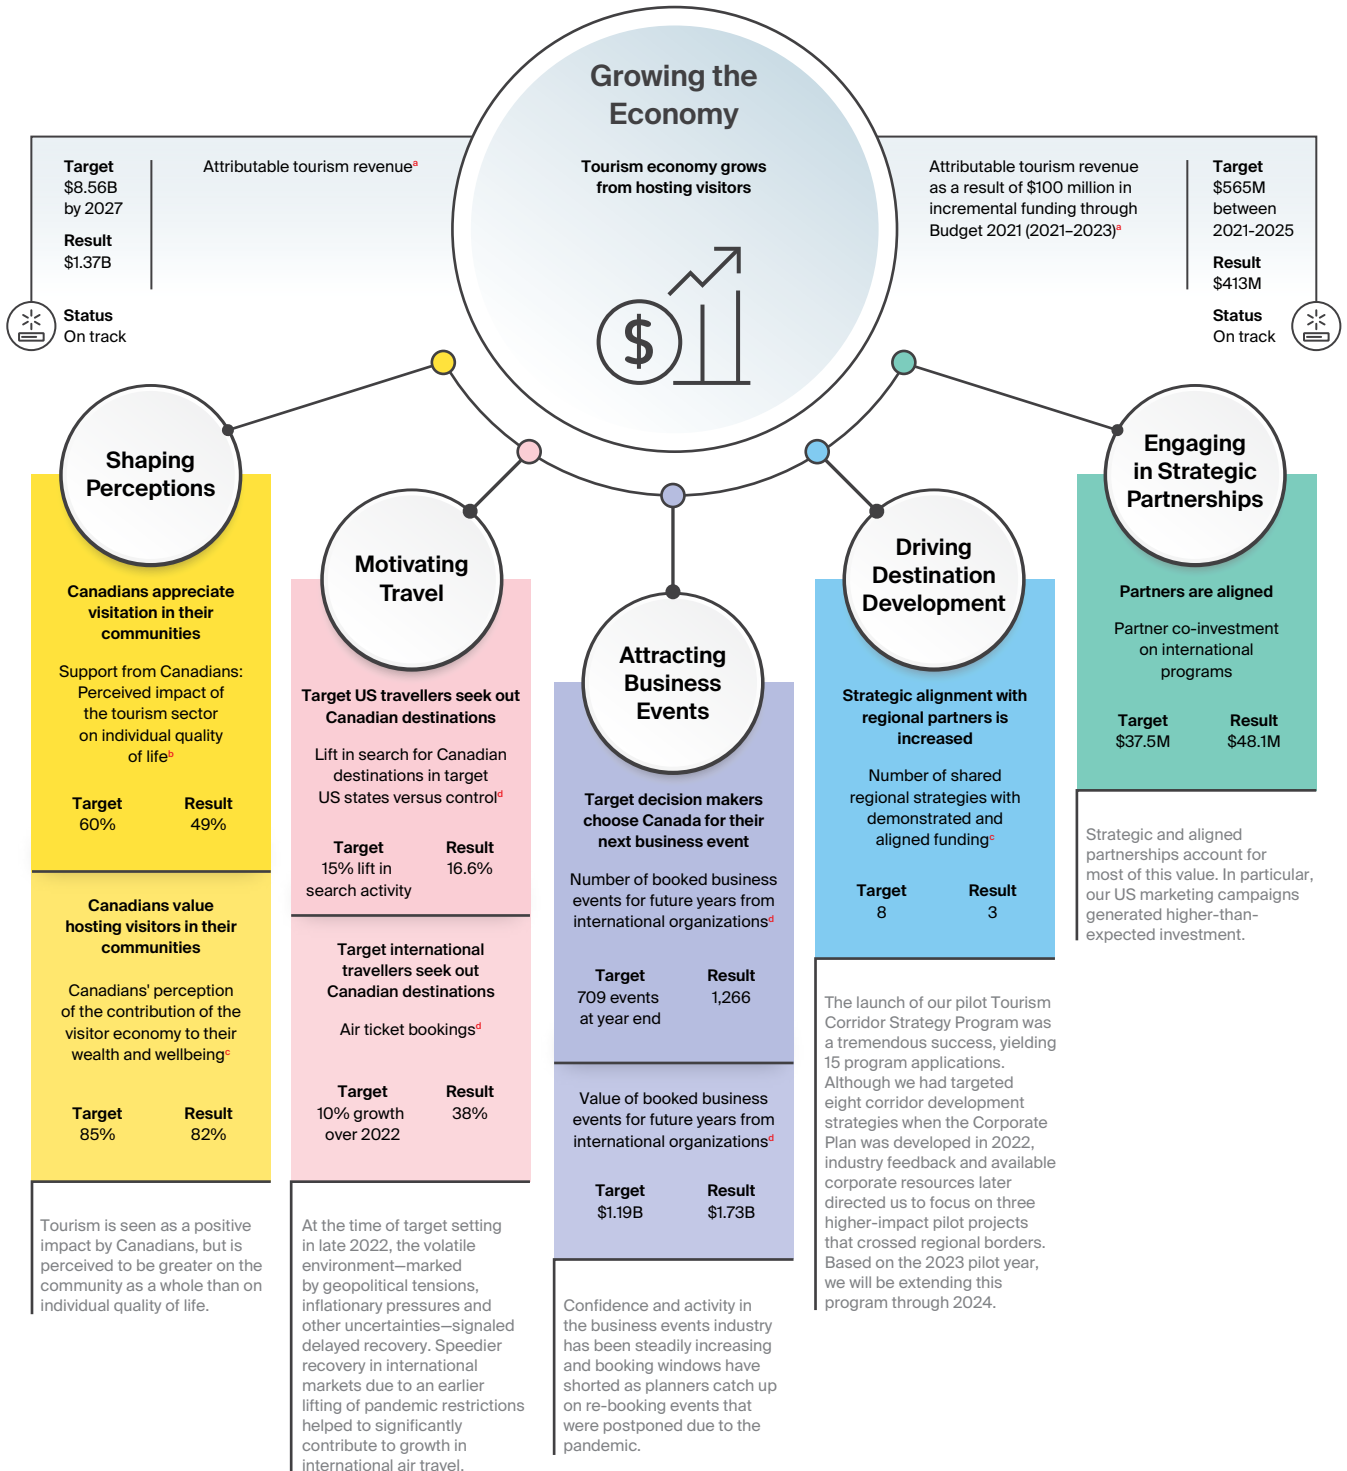 Growing the
Economy
Tourism economy grows
from hosting visitors
$
Target
$8.56B
by 2027
Result
$1.37B
Status
On track
Attributable tourism revenueᵃ
Attributable tourism revenue
as a result of $100 million in
incremental funding through
Budget 2021 (2021–2023)ᵃ
Target
$565M
between
2021-2025
Result
$413M
Status
On track
Shaping
Perceptions
Canadians appreciate
visitation in their
communities
Support from Canadians:
Perceived impact of
the tourism sector
on individual quality
of lifeᵇ
Target Result
60% 49%
Canadians value
hosting visitors in their
communities
Canadians' perception
of the contribution of the
visitor economy to their
wealth and wellbeingᶜ
Target Result
85% 82%
Tourism is seen as a positive
impact by Canadians, but is
perceived to be greater on the
community as a whole than on
individual quality of life.
Motivating
Travel
Target US travellers seek out
Canadian destinations
Lift in search for Canadian
destinations in target
US states versus controlᵈ
Target Result
15% lift in 16.6%
search activity
Target international
travellers seek out
Canadian destinations
Air ticket bookingsᵈ
Target Result
10% growth 38%
over 2022
At the time of target setting
in late 2022, the volatile
environment—marked
by geopolitical tensions,
inflationary pressures and
other uncertainties—signaled
delayed recovery. Speedier
recovery in international
markets due to an earlier
lifting of pandemic restrictions
helped to significantly
contribute to growth in
international air travel.
Attracting
Business
Events
Target decision makers
choose Canada for their
next business event
Number of booked business
events for future years from
international organizationsᵈ
Target Result
709 events 1,266
at year end
Value of booked business
events for future years from
international organizationsᵈ
Target Result
$1.19B $1.73B
Confidence and activity in
the business events industry
has been steadily increasing
and booking windows have
shorted as planners catch up
on re-booking events that
were postponed due to the
pandemic.
Driving
Destination
Development
Strategic alignment with
regional partners is
increased
Number of shared
regional strategies with
demonstrated and
aligned fundingᶜ
Target Result
8 3
The launch of our pilot Tourism
Corridor Strategy Program was
a tremendous success, yielding
15 program applications.
Although we had targeted
eight corridor development
strategies when the Corporate
Plan was developed in 2022,
industry feedback and available
corporate resources later
directed us to focus on three
higher-impact pilot projects
that crossed regional borders.
Based on the 2023 pilot year,
we will be extending this
program through 2024.
Engaging
in Strategic
Partnerships
Partners are aligned
Partner co-investment
on international
programs
Target Result
$37.5M $48.1M
Strategic and aligned
partnerships account for
most of this value. In particular,
our US marketing campaigns
generated higher-than-
expected investment.